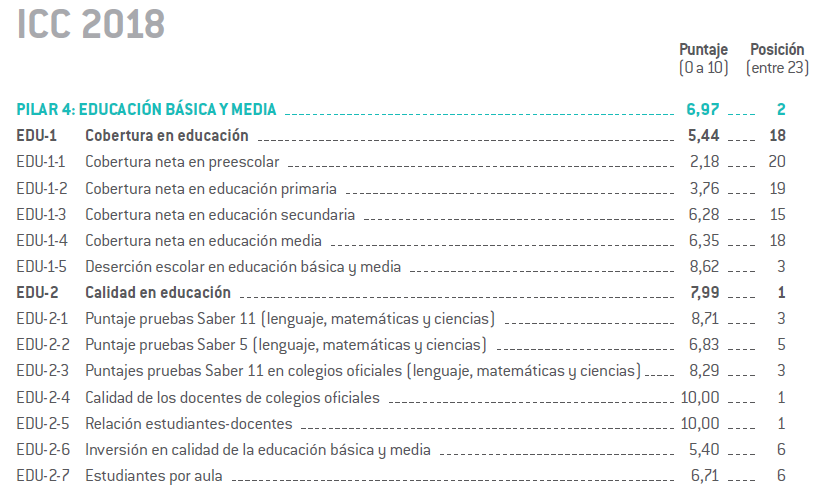 ICC 2018
Puntaje Posición
(0 a 10) (entre 23)
PILAR 4: EDUCACIÓN BÁSICA Y MEDIA 6,97 2
EDU-1 Cobertura en educación 5,44 18
EDU-1-1 Cobertura neta en preescolar 2,18 20
EDU-1-2 Cobertura neta en educación primaria 3,76 19
EDU-1-3 Cobertura neta en educación secundaria 6,28 15
EDU-1-4 Cobertura neta en educación media 6,35 18
EDU-1-5 Deserción escolar en educación básica y media 8,62 3
EDU-2 Calidad en educación 7,99 1
EDU-2-1 Puntaje pruebas Saber 11 (lenguaje, matemáticas y ciencias) 8,71 3
EDU-2-2 Puntaje pruebas Saber 5 (lenguaje, matemáticas y ciencias) 6,83 5
EDU-2-3 Puntajes pruebas Saber 11 en colegios oficiales (lenguaje, matemáticas y ciencias) 8,29 3
EDU-2-4 Calidad de los docentes de colegios oficiales 10,00 1
EDU-2-5 Relación estudiantes-docentes 10,00 1
EDU-2-6 Inversión en calidad de la educación básica y media 5,40 6
EDU-2-7 Estudiantes por aula 6,71 6